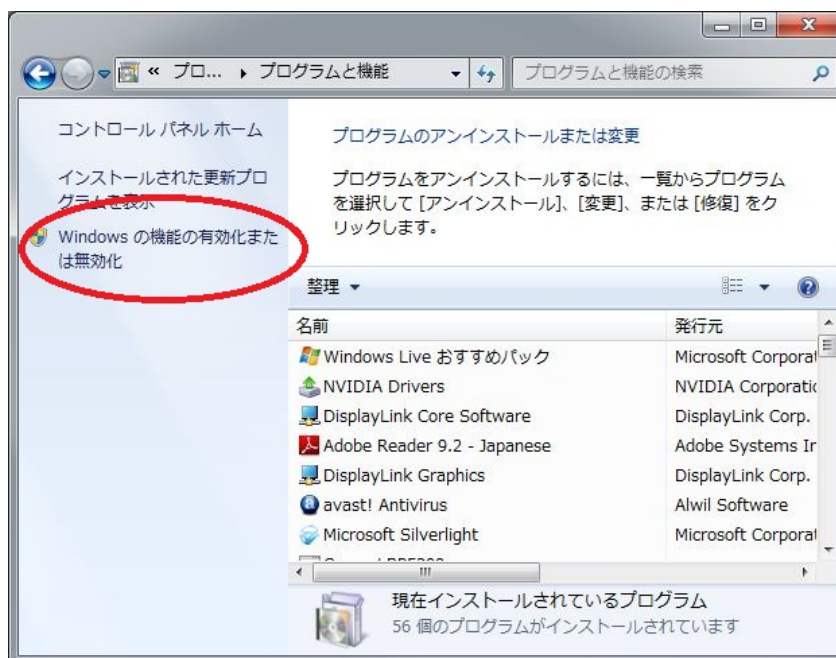 « プロ... ▸ プログラムと機能
プログラムと機能の検索
コントロール パネル ホーム
インストールされた更新プロ
グラムを表示
Windows の機能の有効化また
は無効化
プログラムのアンインストールまたは変更
プログラムをアンインストールするには、一覧からプログラム
を選択して [アンインストール]、[変更]、または [修復] をク
リックします。
整理
名前 発行元
Windows Live おすすめパック Microsoft Corporat
NVIDIA Drivers NVIDIA Corporatic
DisplayLink Core Software DisplayLink Corp.
Adobe Reader 9.2 - Japanese Adobe Systems Ir
DisplayLink Graphics DisplayLink Corp.
avast! Antivirus Alwil Software
Microsoft Silverlight Microsoft Corporat
現在インストールされているプログラム
56 個のプログラムがインストールされています